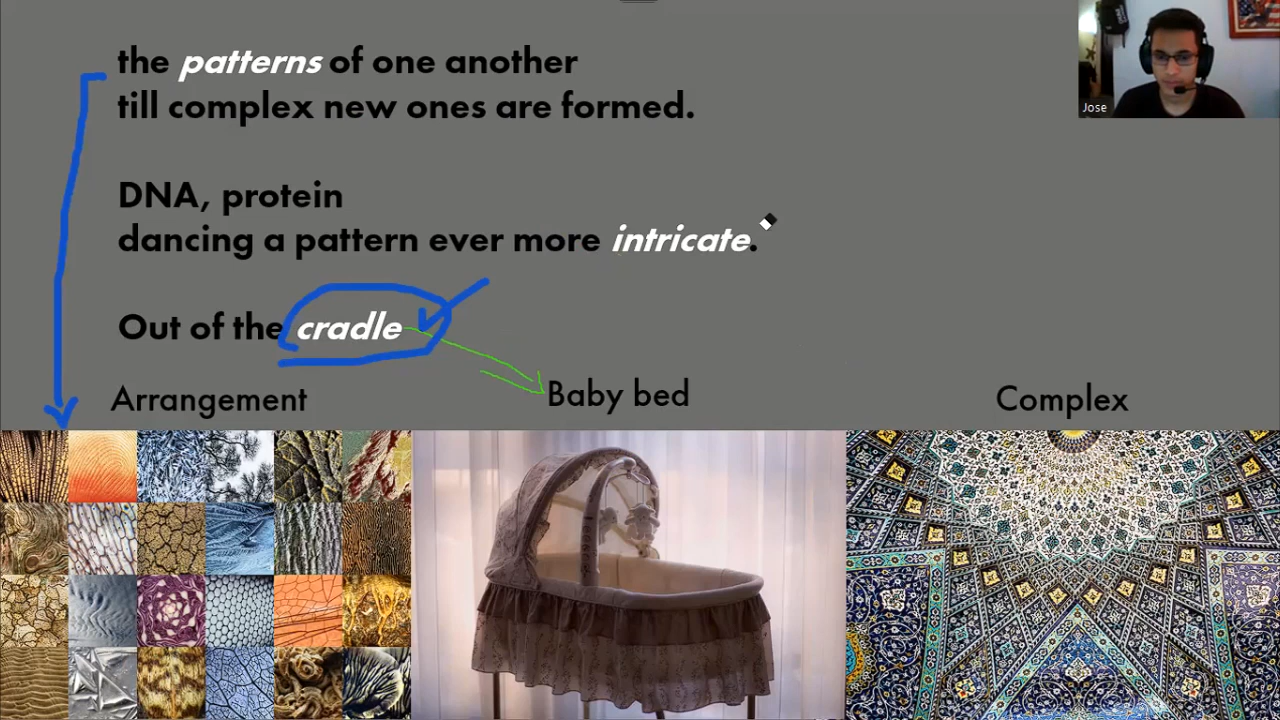 the patterns of one another
till complex new ones are formed.
DNA, protein
dancing a pattern ever more intricate.
Out of the cradle
Arrangement
Baby bed
Complex
Jose